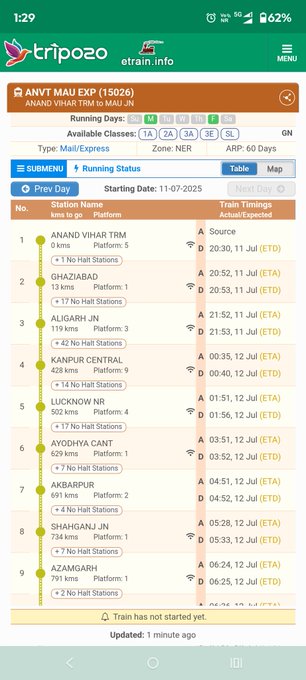 1:29
Vo)) NR 5G 62%
tripozo
etrain.info
MENU
ANVT MAU EXP (15026)
ANAND VIHAR TRM to MAU JN
Running Days: Su M Tu W Th F Sa
Available Classes: 1A 2A 3A 3E SL GN
Type: Mail/Express Zone: NER ARP: 60 Days
SUBMENU Running Status Table Map
Prev Day Starting Date: 11-07-2025 Next Day
No. Station Name Train Timings
kms to go Platform Actual/Expected
1 ANAND VIHAR TRM A Source
0 kms Platform: 5 D 20:30, 11 Jul (ETD)
+ 1 No Halt Stations
2 GHAZIABAD A 20:52, 11 Jul (ETA)
13 kms Platform: 1 D 20:53, 11 Jul (ETD)
+ 17 No Halt Stations
3 ALIGARH JN A 21:52, 11 Jul (ETA)
119 kms Platform: 3 D 21:53, 11 Jul (ETD)
+ 42 No Halt Stations
4 KANPUR CENTRAL A 00:35, 12 Jul (ETA)
428 kms Platform: 9 D 00:40, 12 Jul (ETD)
+ 14 No Halt Stations
5 LUCKNOW NR A 01:51, 12 Jul (ETA)
502 kms Platform: 4 D 01:56, 12 Jul (ETD)
+ 17 No Halt Stations
6 AYODHYA CANT A 03:51, 12 Jul (ETA)
629 kms Platform: 1 D 03:52, 12 Jul (ETD)
+ 7 No Halt Stations
7 AKBARPUR A 04:51, 12 Jul (ETA)
691 kms Platform: 2 D 04:52, 12 Jul (ETD)
+ 4 No Halt Stations
8 SHAHGANJ JN A 05:28, 12 Jul (ETA)
734 kms Platform: 1 D 05:33, 12 Jul (ETD)
+ 7 No Halt Stations
9 AZAMGARH A 06:24, 12 Jul (ETA)
791 kms Platform: 1 D 06:25, 12 Jul (ETD)
+ 2 No Halt Stations
Train has not started yet.
Updated: 1 minute ago